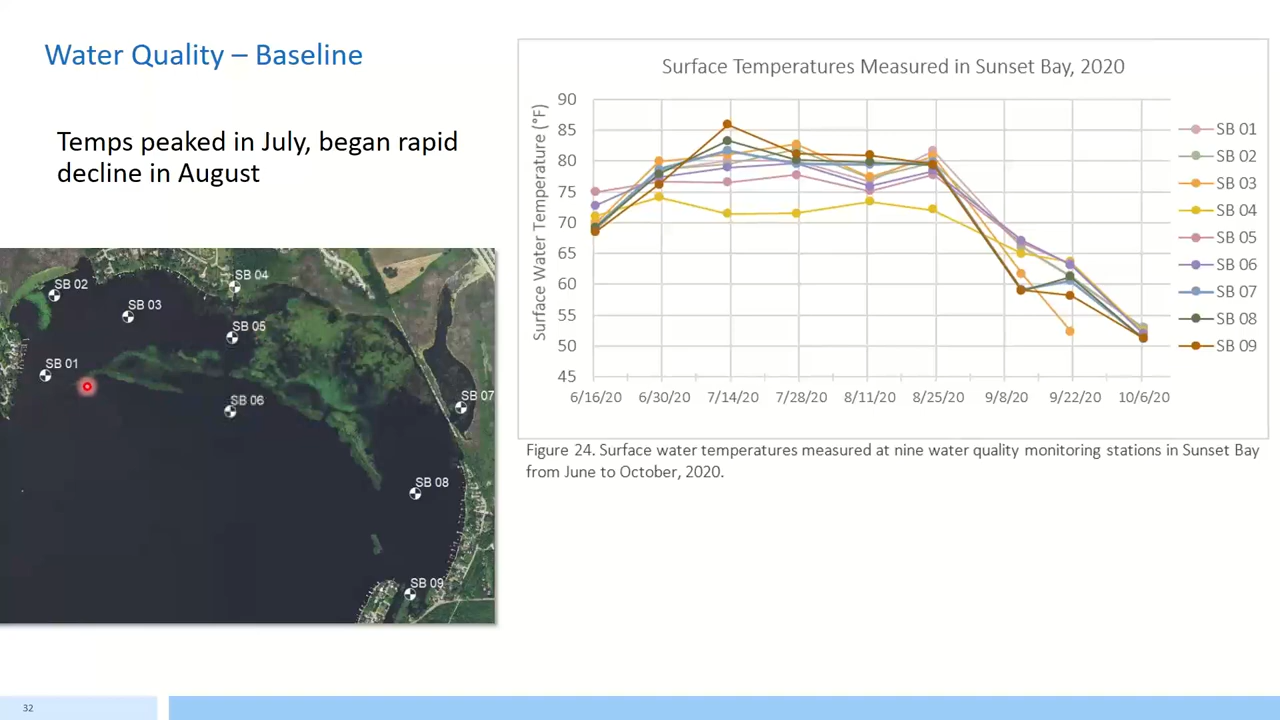 Water Quality – Baseline
Temps peaked in July, began rapid
decline in August
SB 02
SB 04
SB 03
SB 05
SB 01
SB 06
SB 07
SB 08
SB 09
Surface Temperatures Measured in Sunset Bay, 2020
Surface Water Temperature (°F)
90
85
80
75
70
65
60
55
50
45
6/16/20 6/30/20 7/14/20 7/28/20 8/11/20 8/25/20 9/8/20 9/22/20 10/6/20
SB 01
SB 02
SB 03
SB 04
SB 05
SB 06
SB 07
SB 08
SB 09
Figure 24. Surface water temperatures measured at nine water quality monitoring stations in Sunset Bay
from June to October, 2020.
32